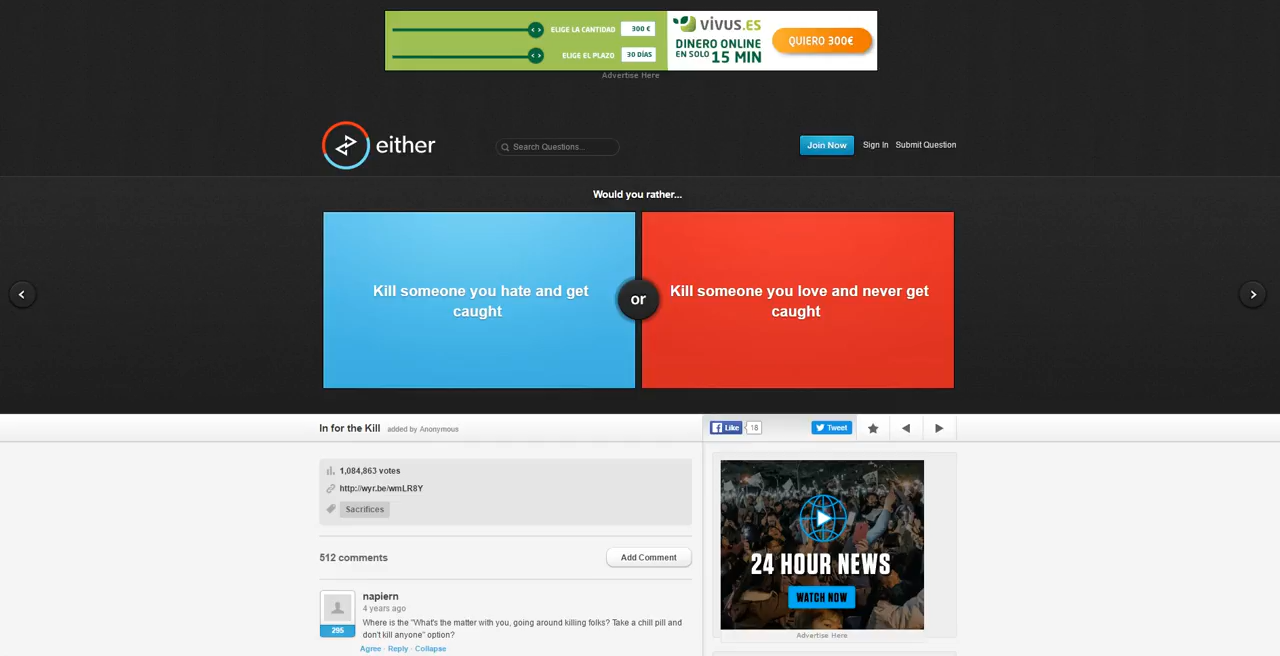 ELIGE LA CANTIDAD 300 €
ELIGE EL PLAZO 30 DÍAS
vivus.es
DINERO ONLINE
EN SOLO 15 MIN
QUIERO 300€
Advertise Here
either
Search Questions...
Join Now Sign In Submit Question
Would you rather...
Kill someone you hate and get
caught
or
Kill someone you love and never get
caught
In for the Kill added by Anonymous
Like 18
Tweet
1,084,863 votes
http://wyr.be/wmLR8Y
Sacrifices
512 comments
Add Comment
napiern
4 years ago
295
Where is the "What's the matter with you, going around killing folks? Take a chill pill and
don't kill anyone" option?
Agree · Reply · Collapse
24 HOUR NEWS
WATCH NOW
Advertise Here